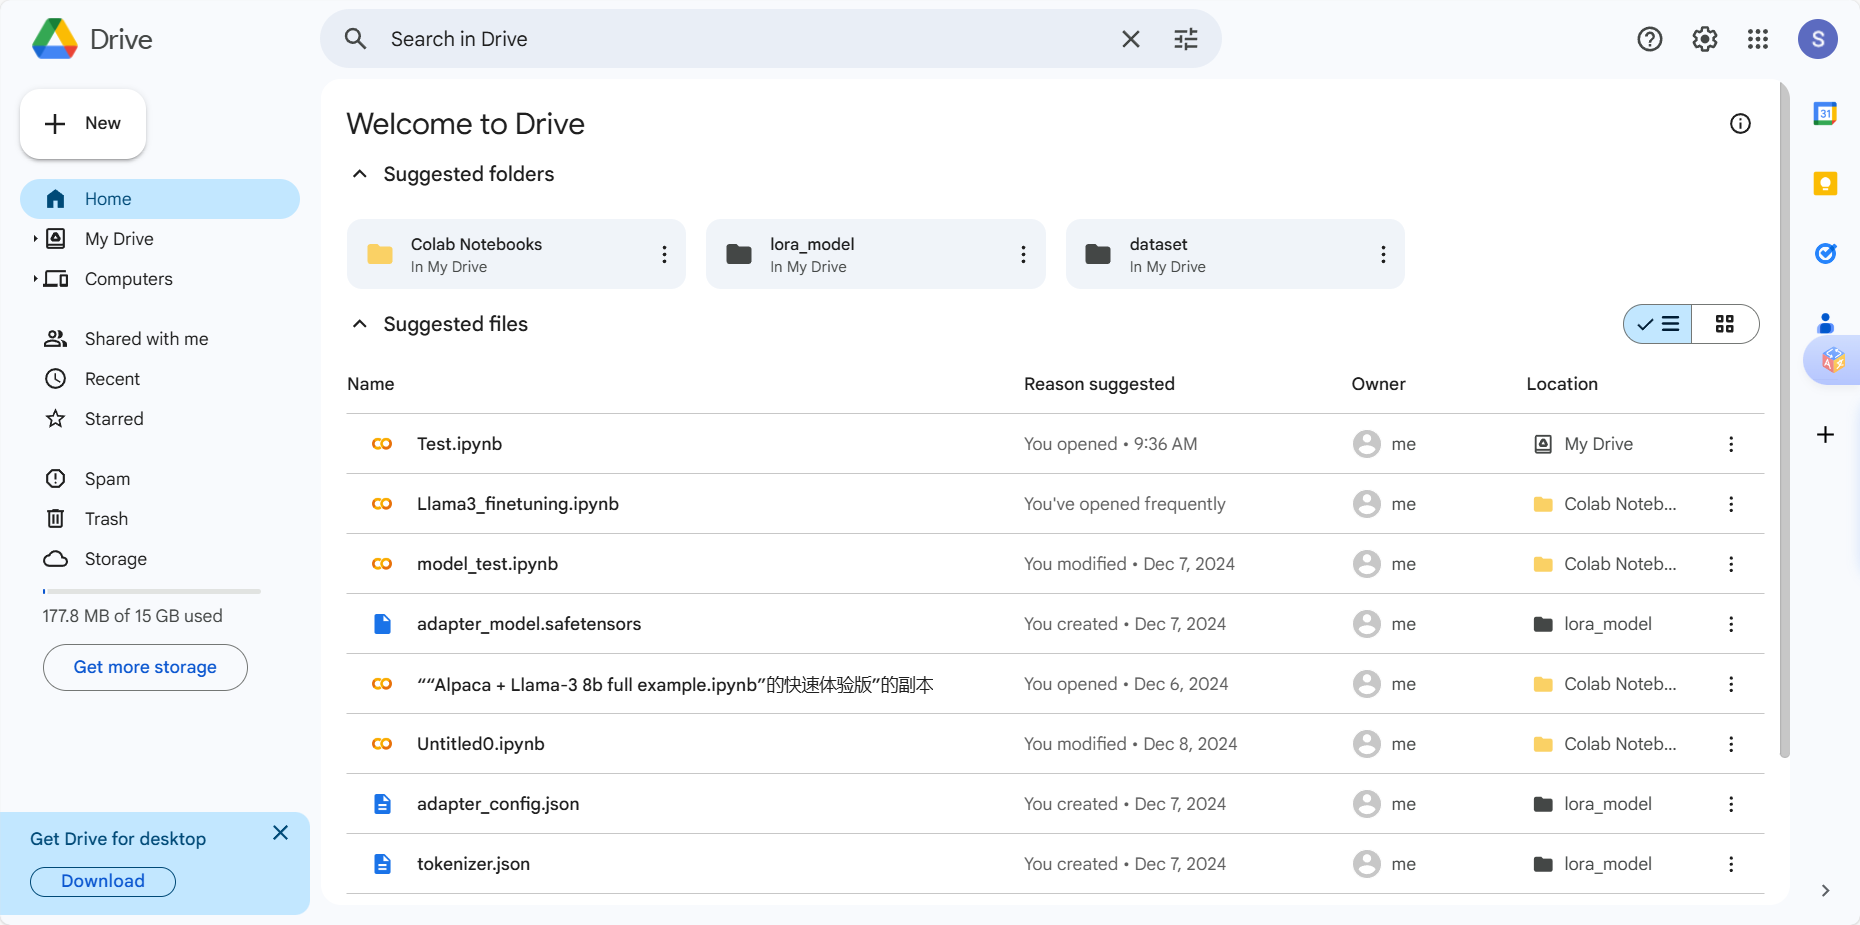 Drive
Search in Drive
S
New
Home
My Drive
Computers
Shared with me
Recent
Starred
Spam
Trash
Storage
177.8 MB of 15 GB used
Get more storage
Get Drive for desktop
Download
Welcome to Drive
Suggested folders
Colab Notebooks
In My Drive
lora_model
In My Drive
dataset
In My Drive
Suggested files
Name Reason suggested Owner Location
Test.ipynb You opened • 9:36 AM me My Drive
Llama3_finetuning.ipynb You've opened frequently me Colab Noteb...
model_test.ipynb You modified • Dec 7, 2024 me Colab Noteb...
adapter_model.safetensors You created • Dec 7, 2024 me lora_model
““Alpaca + Llama-3 8b full example.ipynb”的快速体验版”的副本 You opened • Dec 6, 2024 me Colab Noteb...
Untitled0.ipynb You modified • Dec 8, 2024 me Colab Noteb...
adapter_config.json You created • Dec 7, 2024 me lora_model
tokenizer.json You created • Dec 7, 2024 me lora_model
31